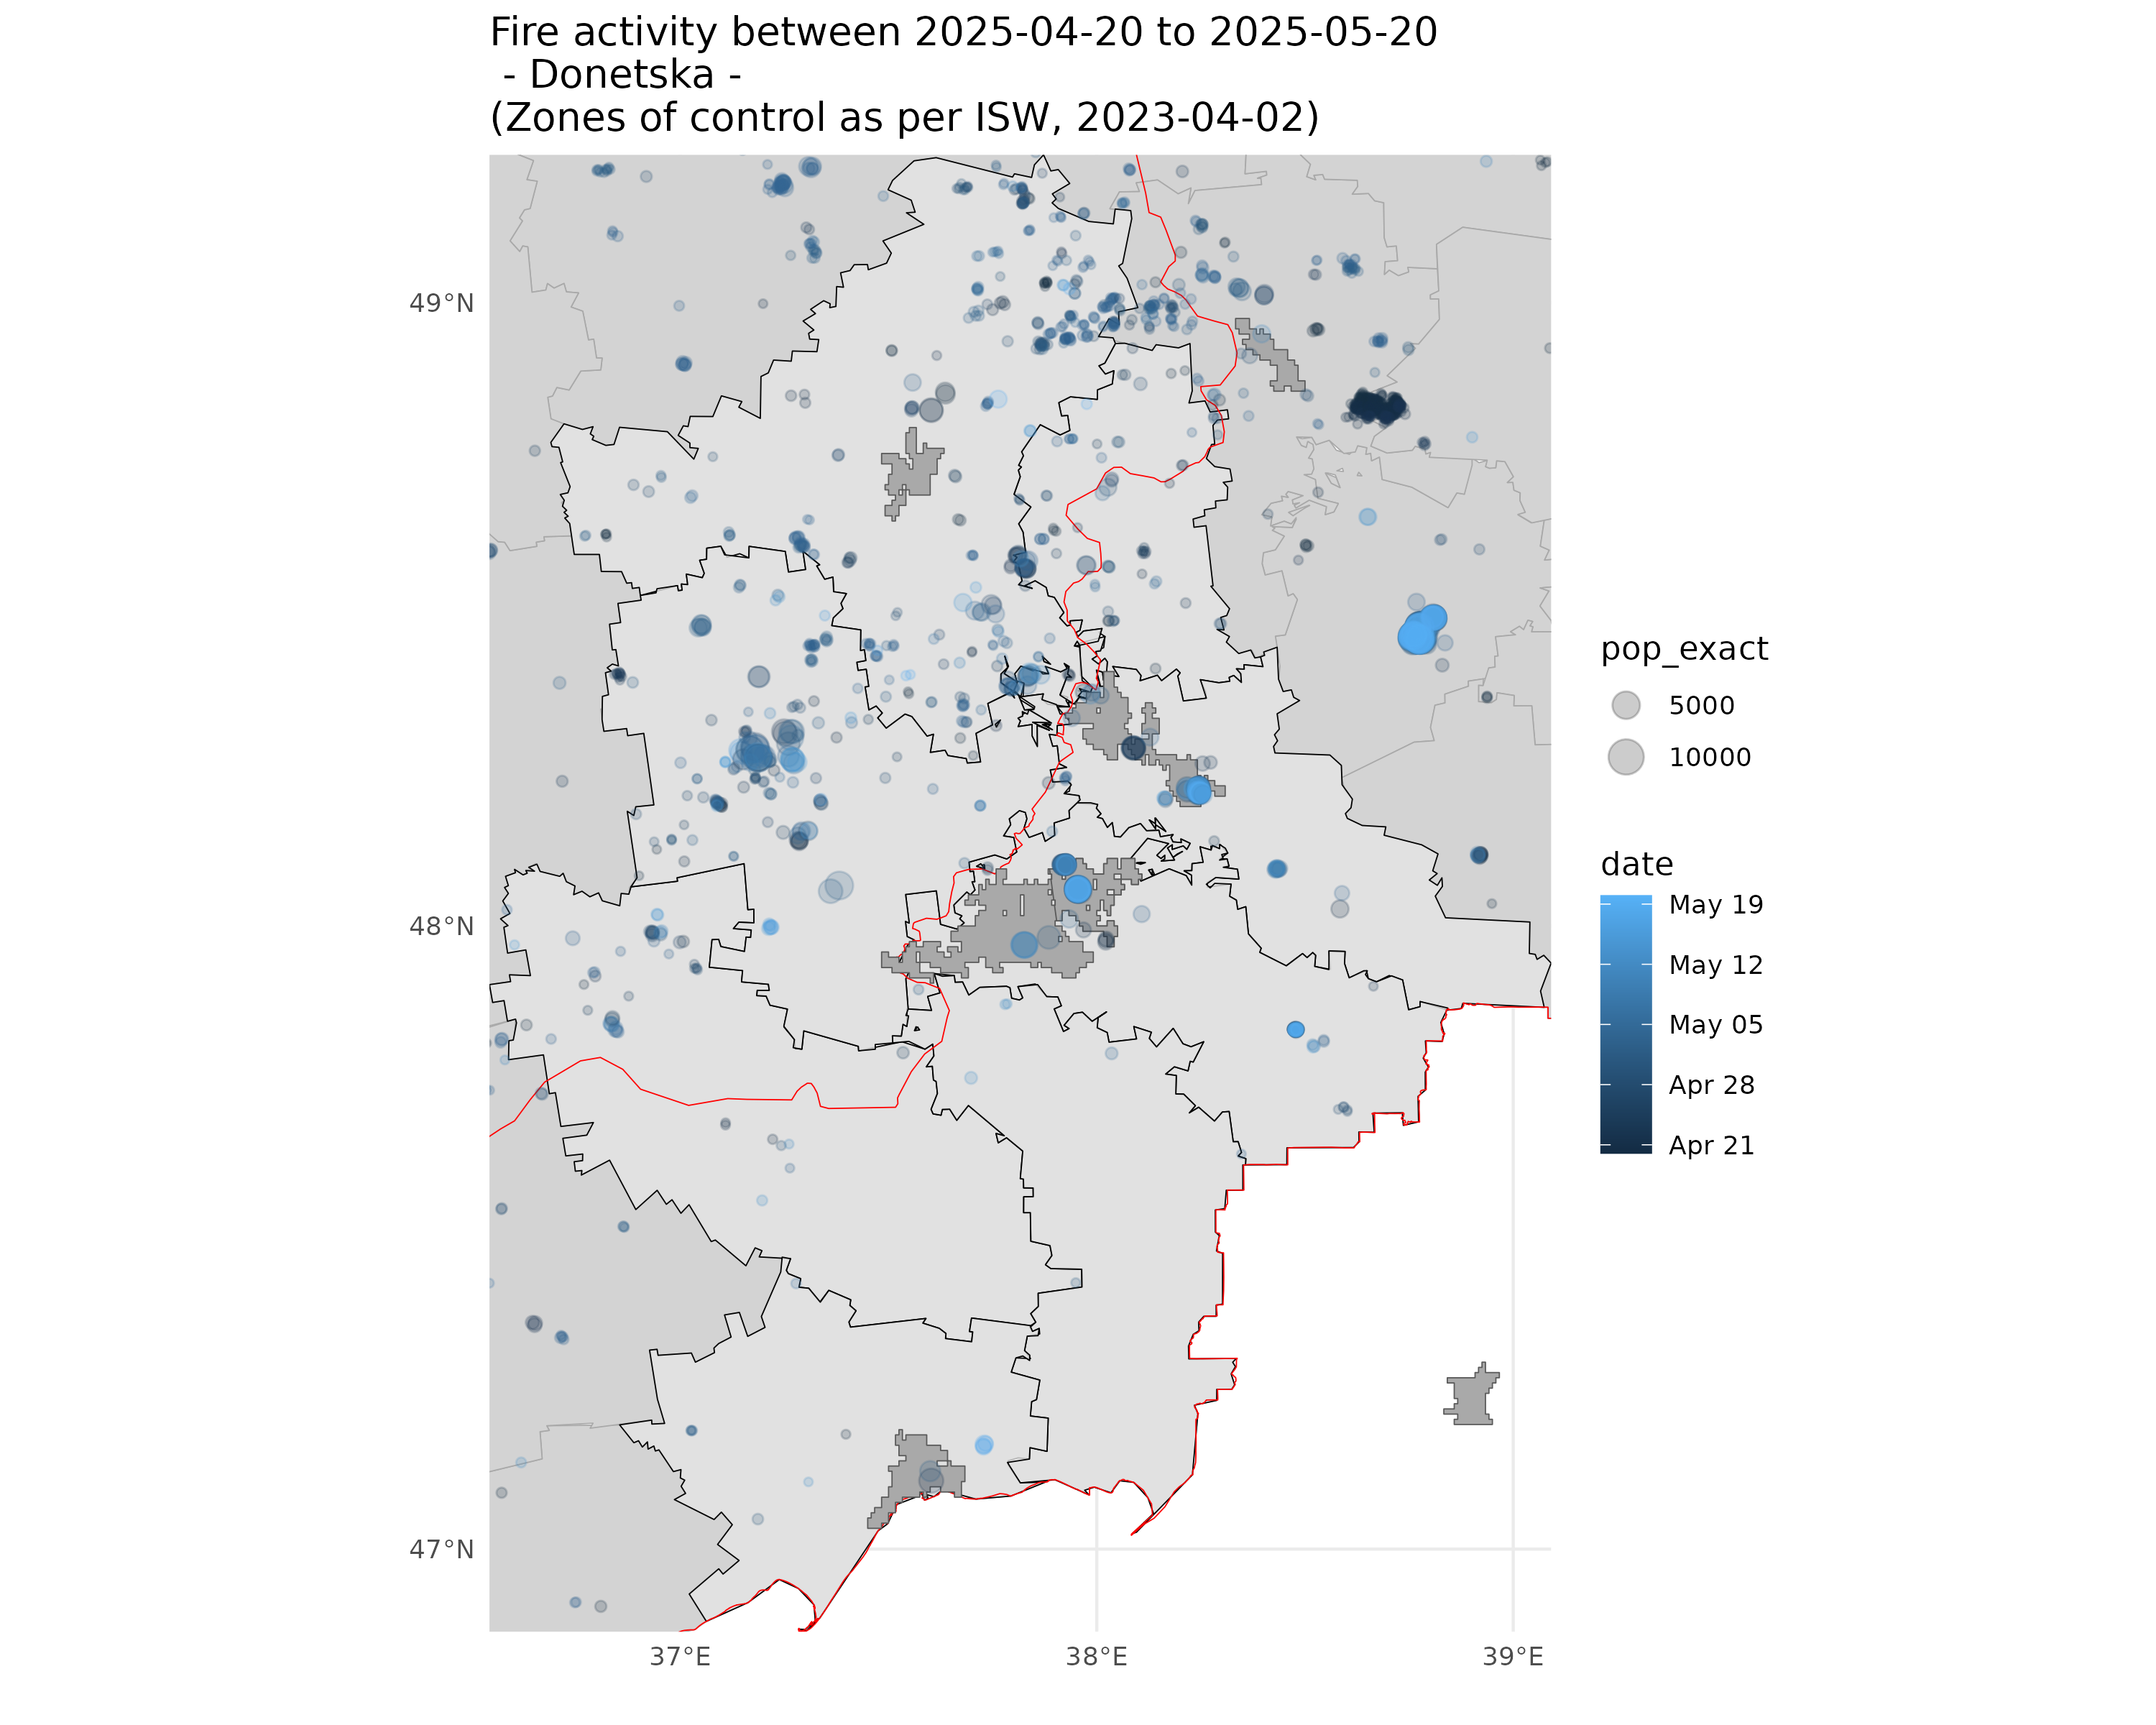 Fire activity between 2025-04-20 to 2025-05-20
- Donetska -
(Zones of control as per ISW, 2023-04-02)
49°N
48°N
47°N
37°E
38°E
39°E
pop_exact
5000
10000
date
May 19
May 12
May 05
Apr 28
Apr 21